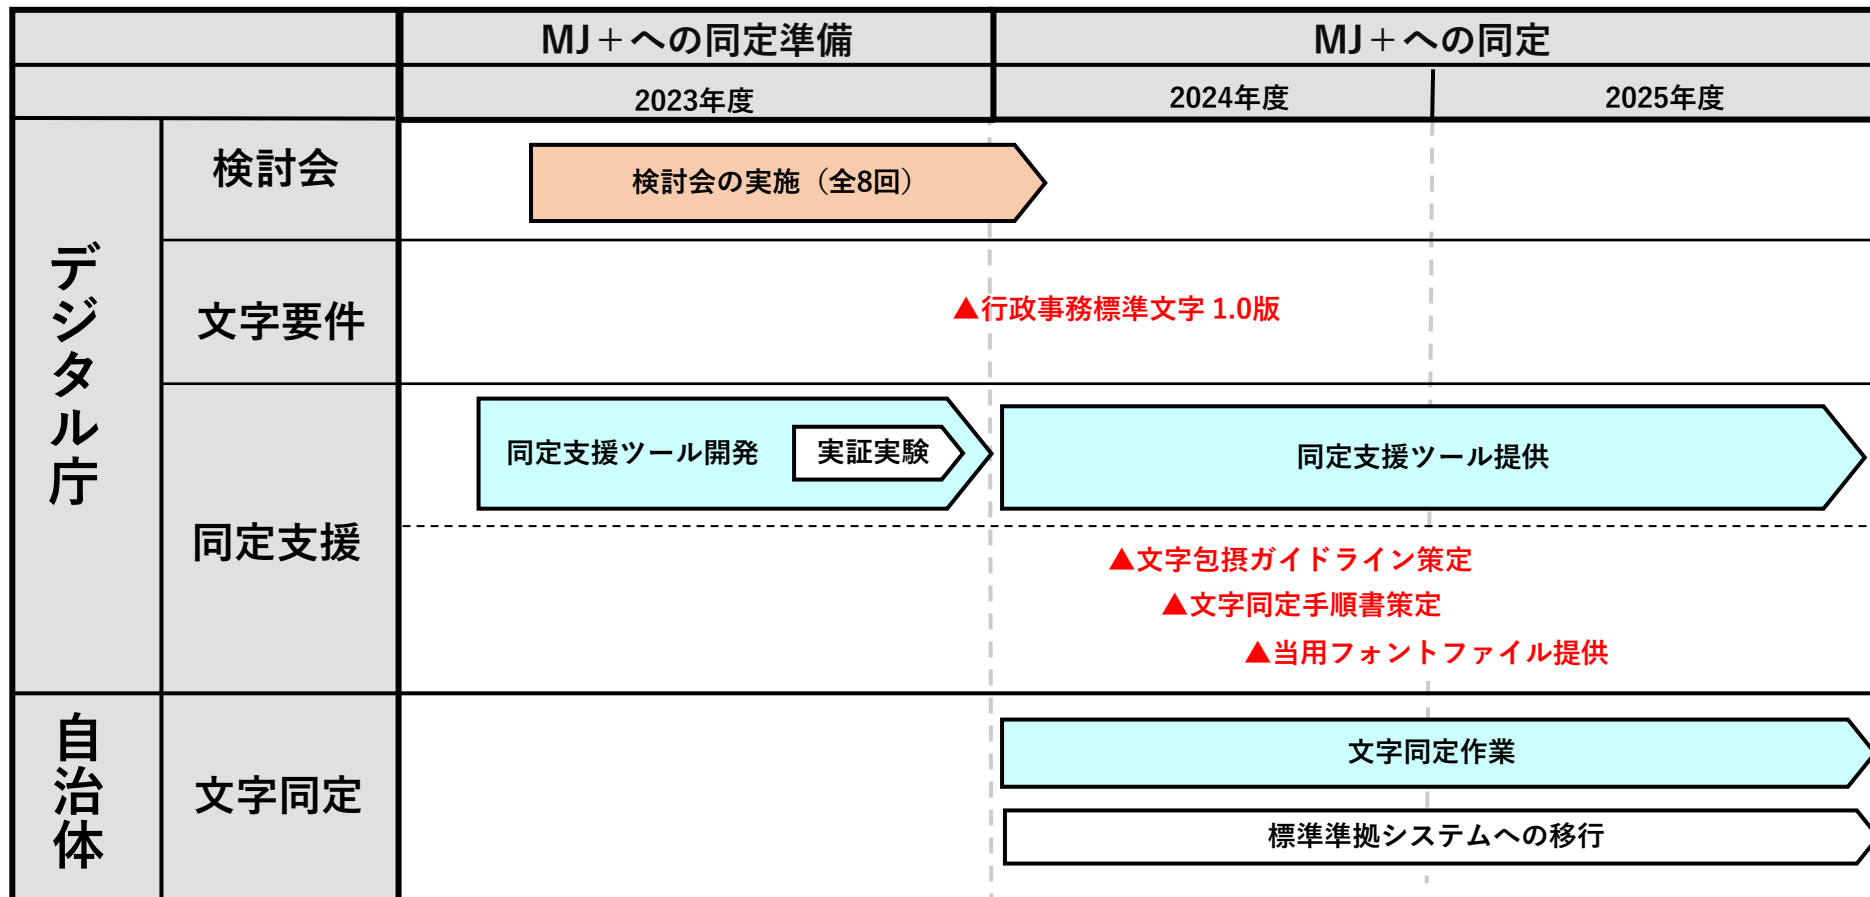 MJ＋への同定準備
MJ＋への同定
2023年度
2024年度
2025年度
デジタル庁
検討会
検討会の実施（全8回）
文字要件
▲行政事務標準文字 1.0版
同定支援
同定支援ツール開発
実証実験
同定支援ツール提供
▲文字包摂ガイドライン策定
▲文字同定手順書策定
▲当用フォントファイル提供
自治体
文字同定
文字同定作業
標準準拠システムへの移行